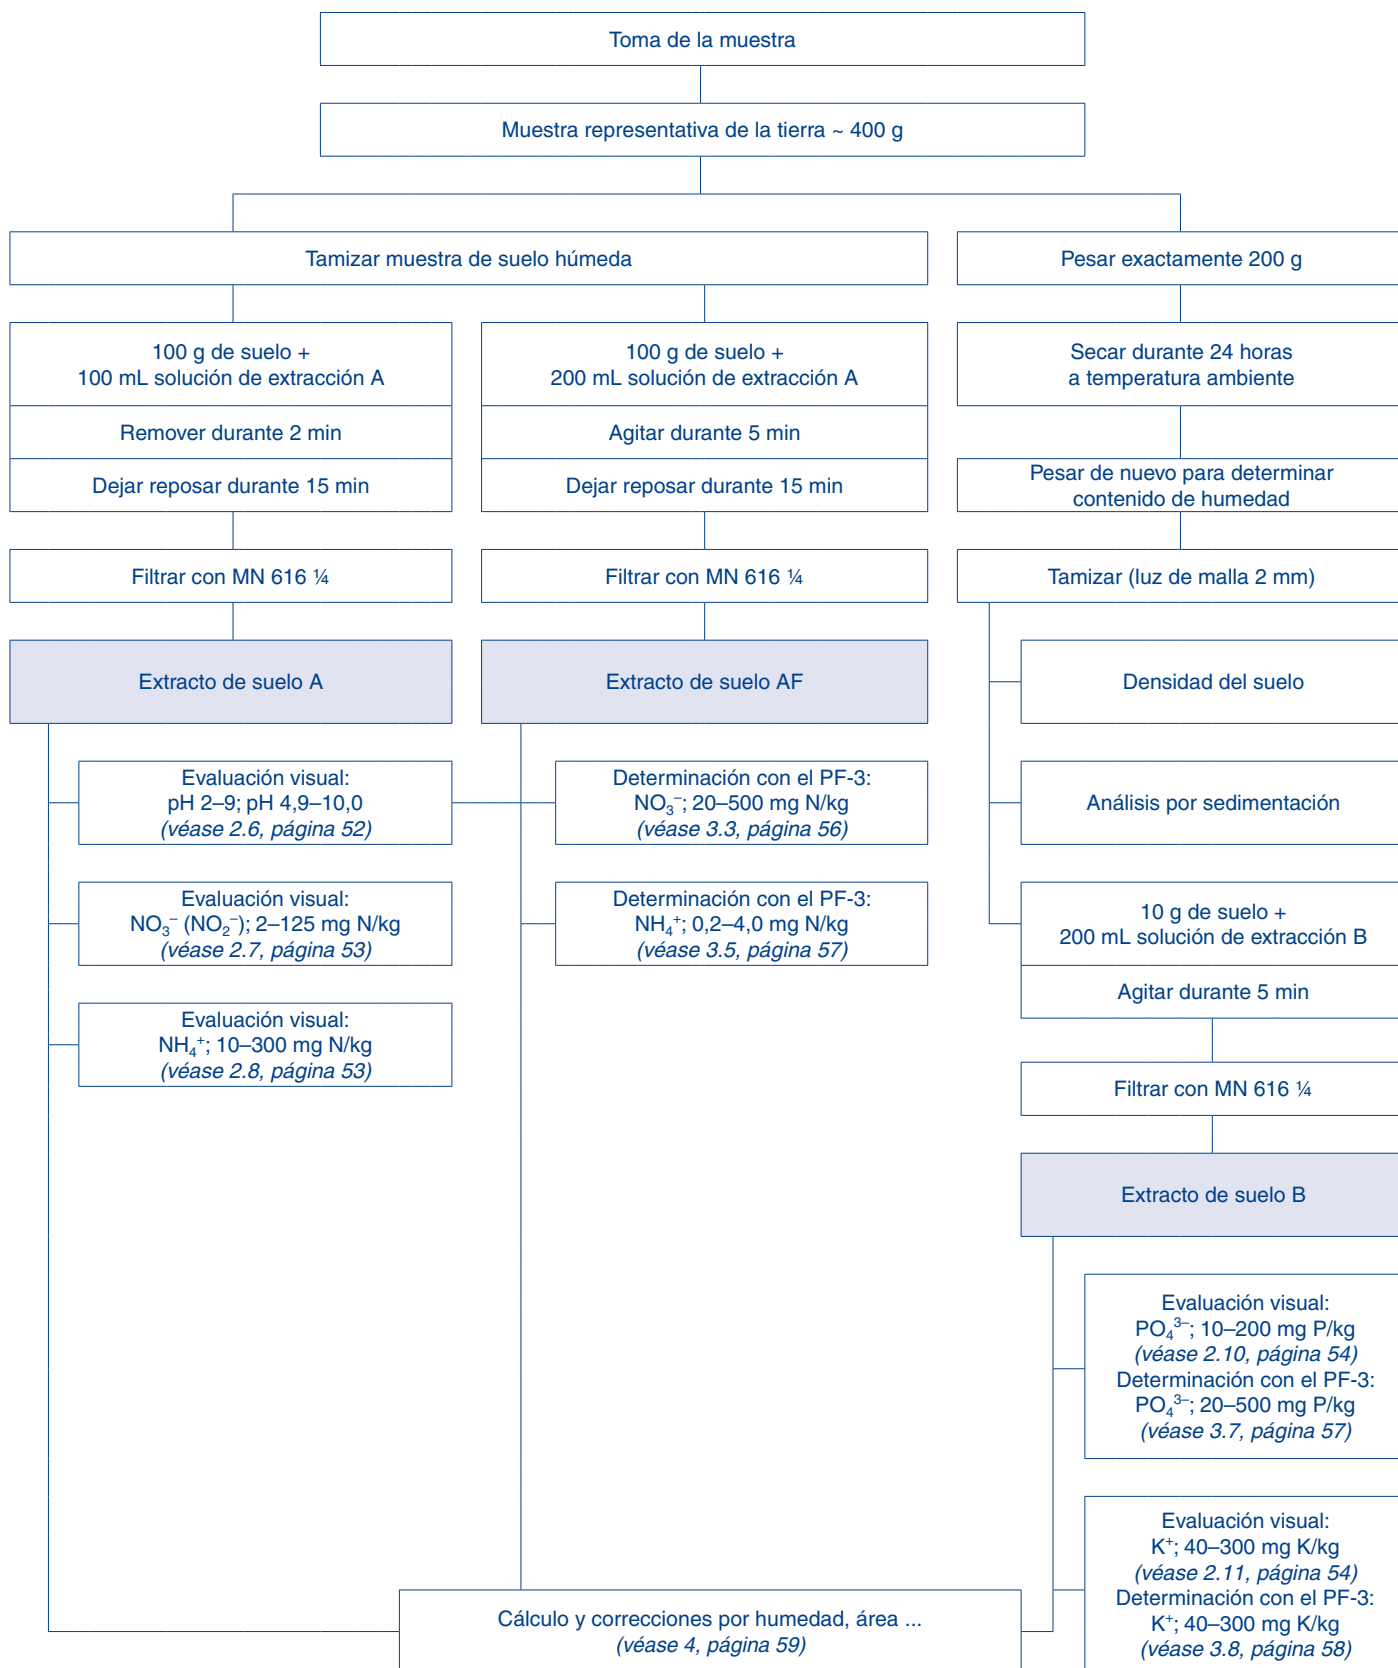 Toma de la muestra
Muestra representativa de la tierra ~ 400 g
Tamizar muestra de suelo húmeda
Pesar exactamente 200 g
100 g de suelo +
100 mL solución de extracción A
Remover durante 2 min
Dejar reposar durante 15 min
Filtrar con MN 616 ¼
Extracto de suelo A
Evaluación visual:
pH 2–9; pH 4,9–10,0
(véase 2.6, página 52)
Evaluación visual:
NO₃⁻ (NO₂⁻); 2–125 mg N/kg
(véase 2.7, página 53)
Evaluación visual:
NH₄⁺; 10–300 mg N/kg
(véase 2.8, página 53)
100 g de suelo +
200 mL solución de extracción A
Agitar durante 5 min
Dejar reposar durante 15 min
Filtrar con MN 616 ¼
Extracto de suelo AF
Determinación con el PF-3:
NO₃⁻; 20–500 mg N/kg
(véase 3.3, página 56)
Determinación con el PF-3:
NH₄⁺; 0,2–4,0 mg N/kg
(véase 3.5, página 57)
Secar durante 24 horas
a temperatura ambiente
Pesar de nuevo para determinar
contenido de humedad
Tamizar (luz de malla 2 mm)
Densidad del suelo
Análisis por sedimentación
10 g de suelo +
200 mL solución de extracción B
Agitar durante 5 min
Filtrar con MN 616 ¼
Extracto de suelo B
Evaluación visual:
PO₄³⁻; 10–200 mg P/kg
(véase 2.10, página 54)
Determinación con el PF-3:
PO₄³⁻; 20–500 mg P/kg
(véase 3.7, página 57)
Evaluación visual:
K⁺; 40–300 mg K/kg
(véase 2.11, página 54)
Determinación con el PF-3:
K⁺; 40–300 mg K/kg
(véase 3.8, página 58)
Cálculo y correcciones por humedad, área ...
(véase 4, página 59)